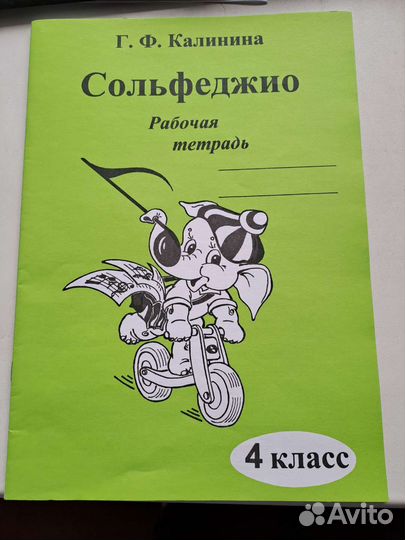 Г. Ф. Калинина
Сольфеджио
Рабочая
тетрадь
4 класс
Avito